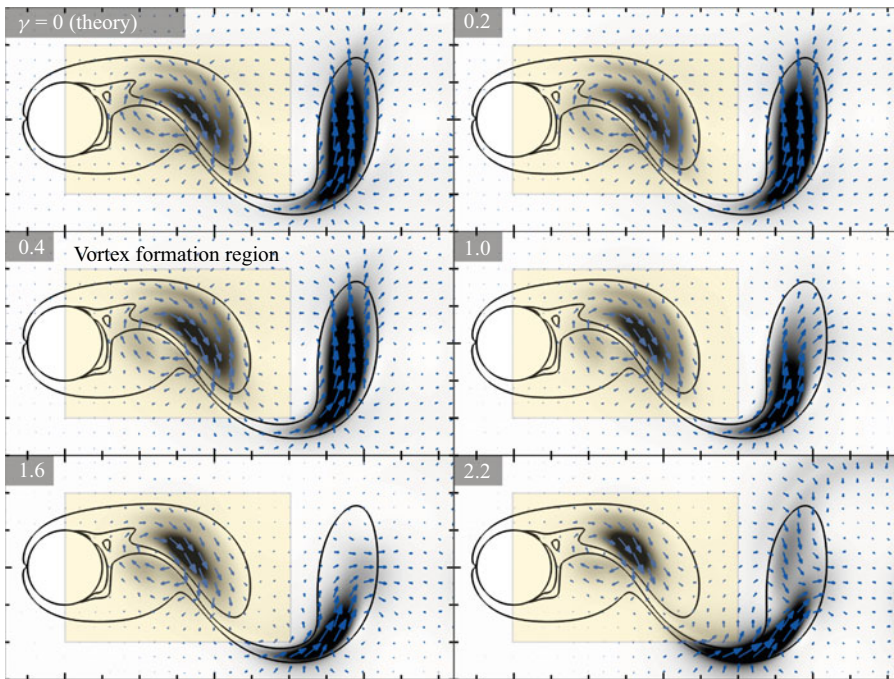 γ = 0 (theory)
0.2
0.4
Vortex formation region
1.0
1.6
2.2